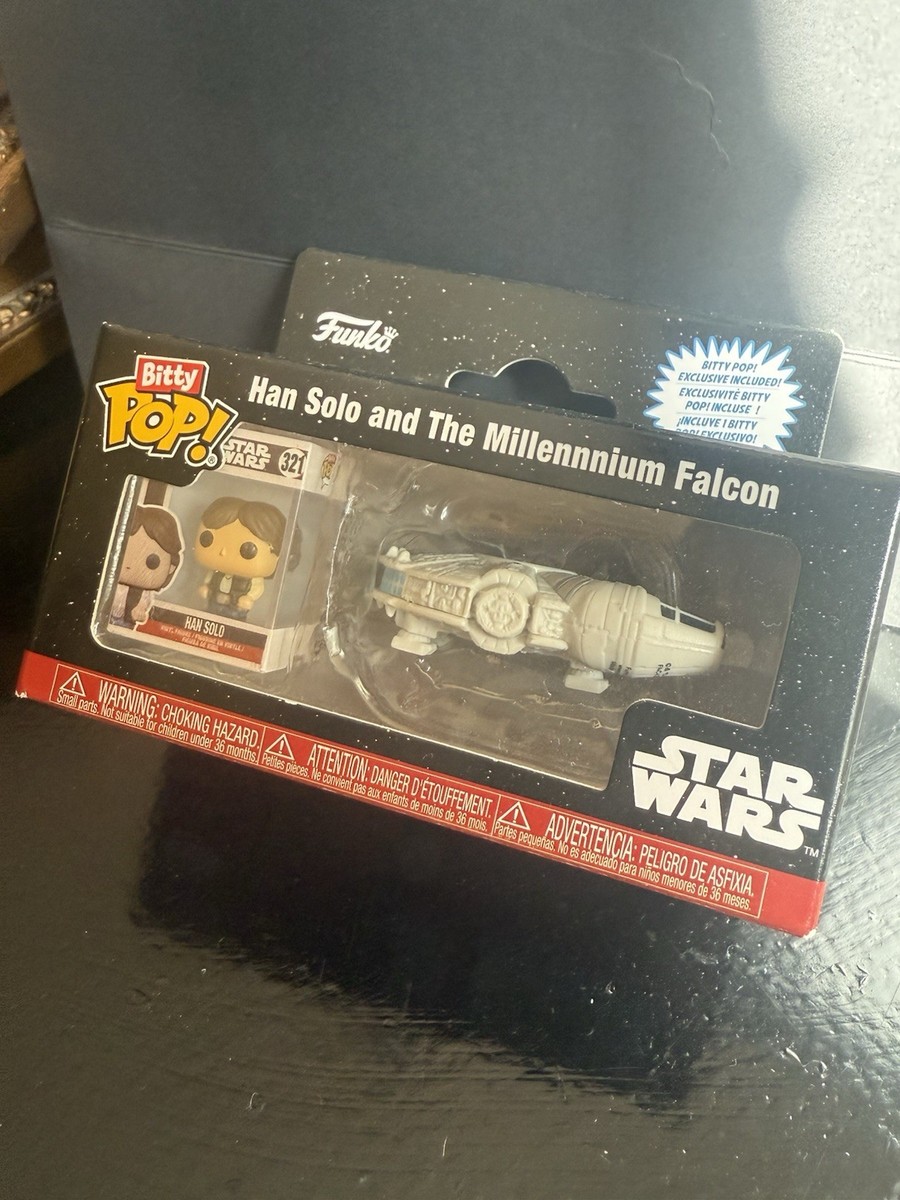 Funko
BITTY POP!
EXCLUSIVE INCLUDED!
EXCLUSIVITÉ BITTY
POP! INCLUSE !
¡INCLUYE 1 BITTY
POP! EXCLUSIVO!
Bitty
POP!®
Han Solo and The Millennnium Falcon
STAR
WARS
321
HAN SOLO
STAR
WARS™
WARNING: CHOKING HAZARD.
Small parts. Not suitable for children under 36 months.
ATTENTION: DANGER D'ÉTOUFFEMENT.
Petites pièces. Ne convient pas aux enfants de moins de 36 mois.
ADVERTENCIA: PELIGRO DE ASFIXIA.
Partes pequeñas. No es adecuado para niños menores de 36 meses.